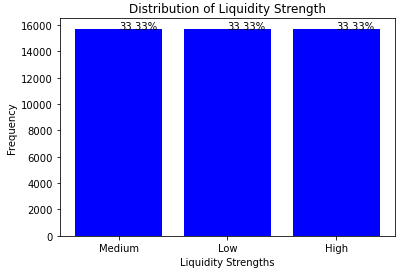 Distribution of Liquidity Strength
33.33% 33.33% 33.33%
16000
14000
12000
10000
8000
6000
4000
2000
0
Frequency
Medium Low High
Liquidity Strengths